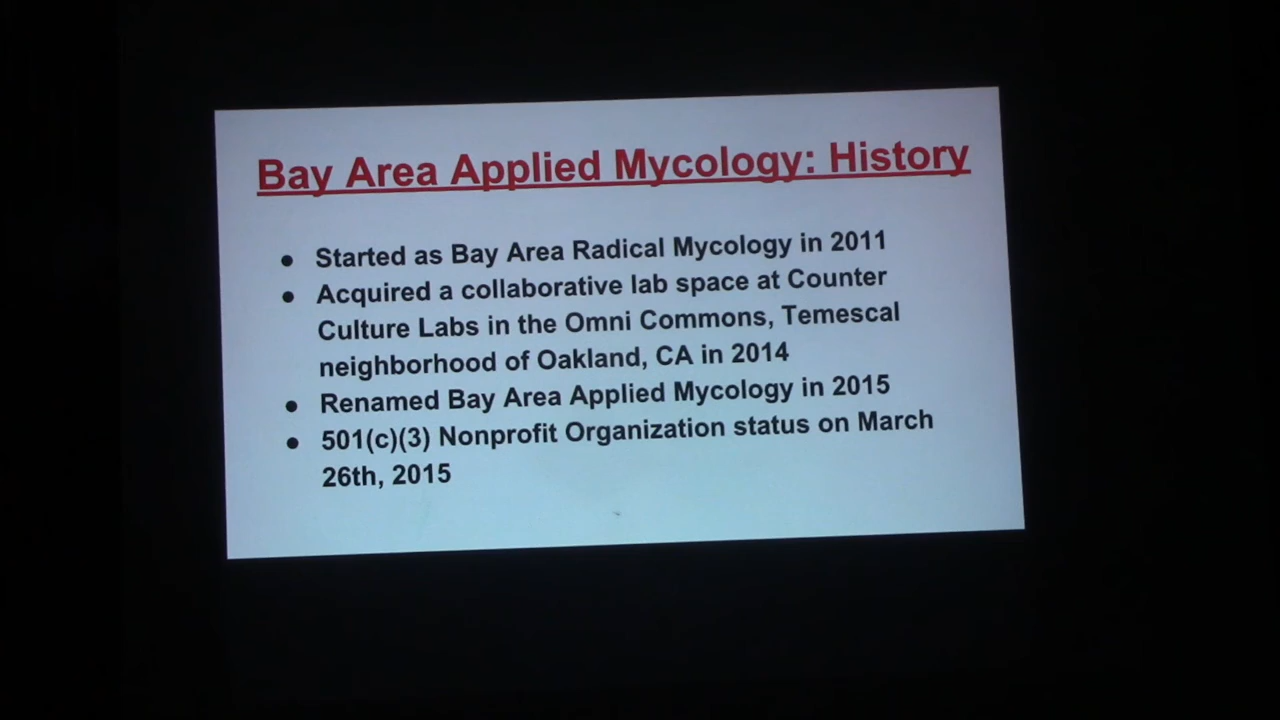 Bay Area Applied Mycology: History
● Started as Bay Area Radical Mycology in 2011
● Acquired a collaborative lab space at Counter
Culture Labs in the Omni Commons, Temescal
neighborhood of Oakland, CA in 2014
● Renamed Bay Area Applied Mycology in 2015
● 501(c)(3) Nonprofit Organization status on March
26th, 2015